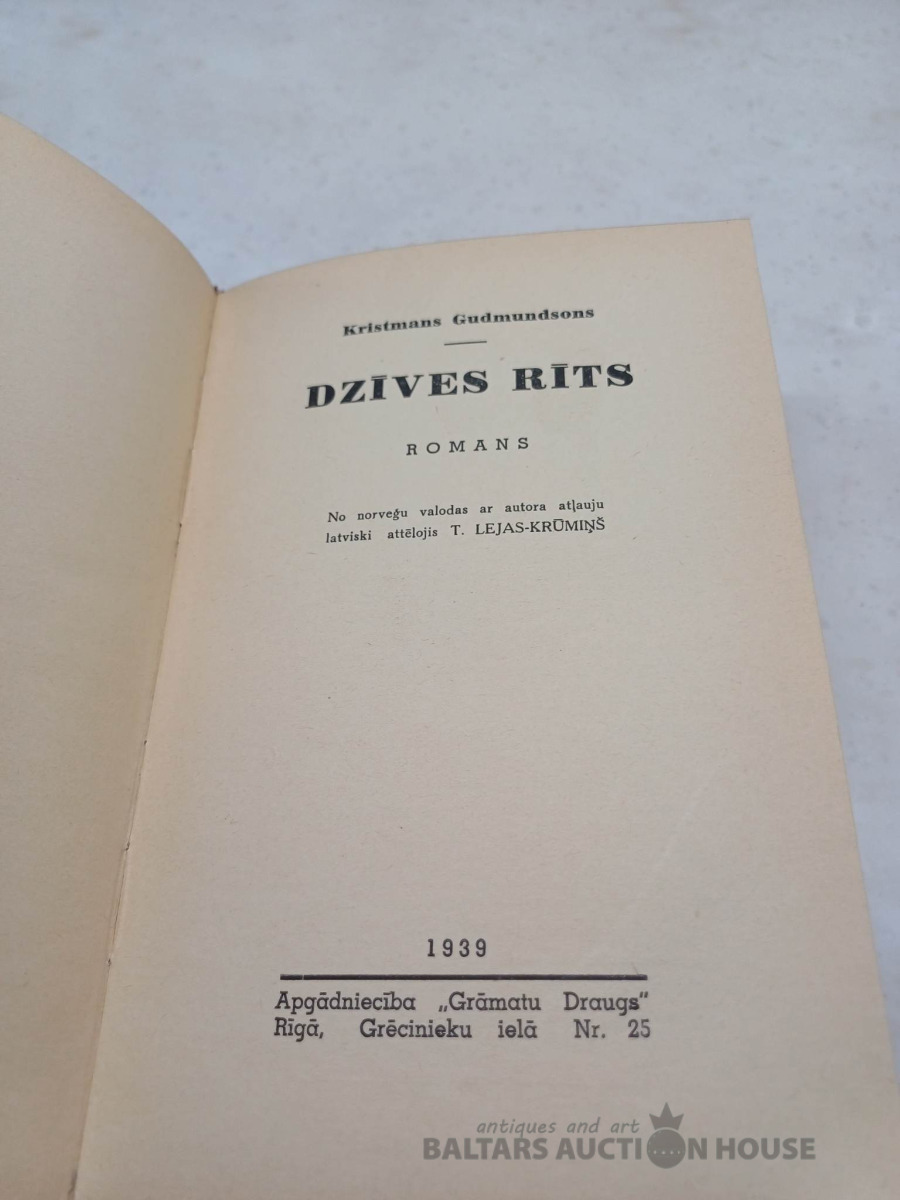 Kristmans Gudmundsons
DZĪVES RĪTS
ROMANS
No norvegu valodas ar autora atļauju
latviski attēlojis T. LEJAS-KRŪMIŅŠ
1939
Apgādniecība „Grāmatu Draugs"
Rīgā, Grēcinieku ielā Nr. 25
antiques and art
BALTARS AUCTION HOUSE